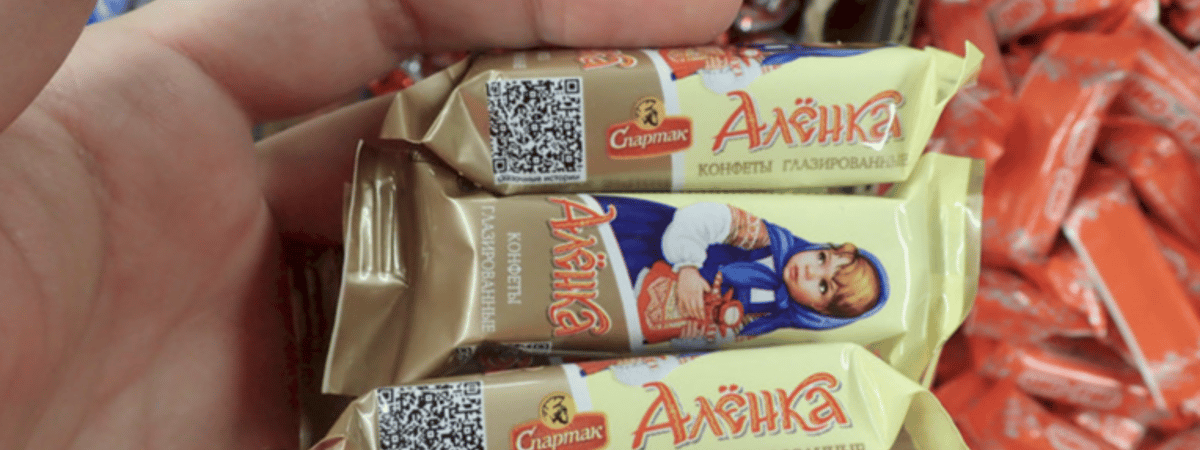 Спартак
Алёнка
КОНФЕТЫ ГЛАЗИРОВАННЫЕ
Алёнка
КОНФЕТЫ
ГЛАЗИРОВАННЫЕ
Спартак
Алёнка